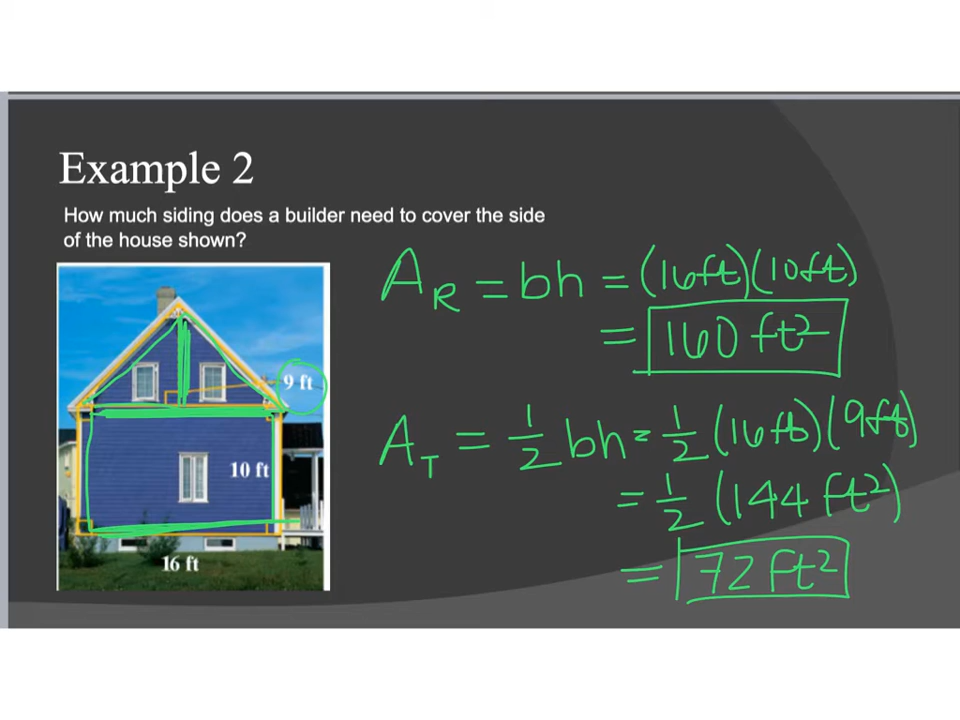 Example 2
How much siding does a builder need to cover the side
of the house shown?
A_R = bh = (16ft)(10ft)
= 160 ft²
9 ft
A_T = 1/2 bh = 1/2 (16ft)(9ft)
10 ft
= 1/2 (144 ft²)
16 ft
= 72 ft²